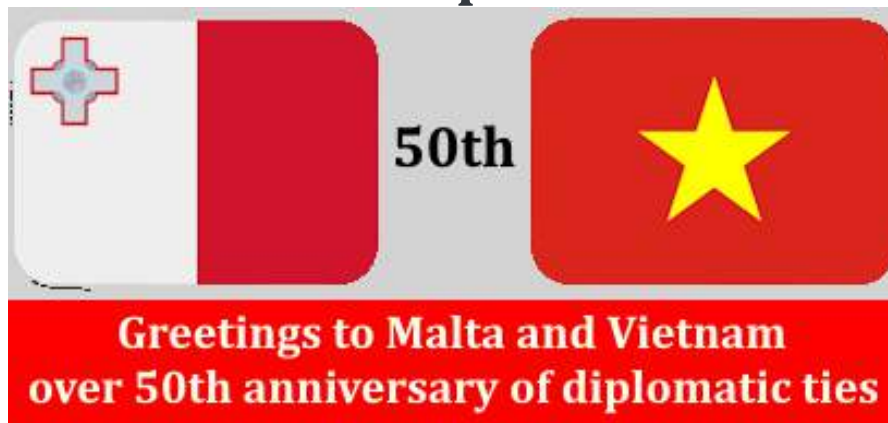 50th
Greetings to Malta and Vietnam
over 50th anniversary of diplomatic ties